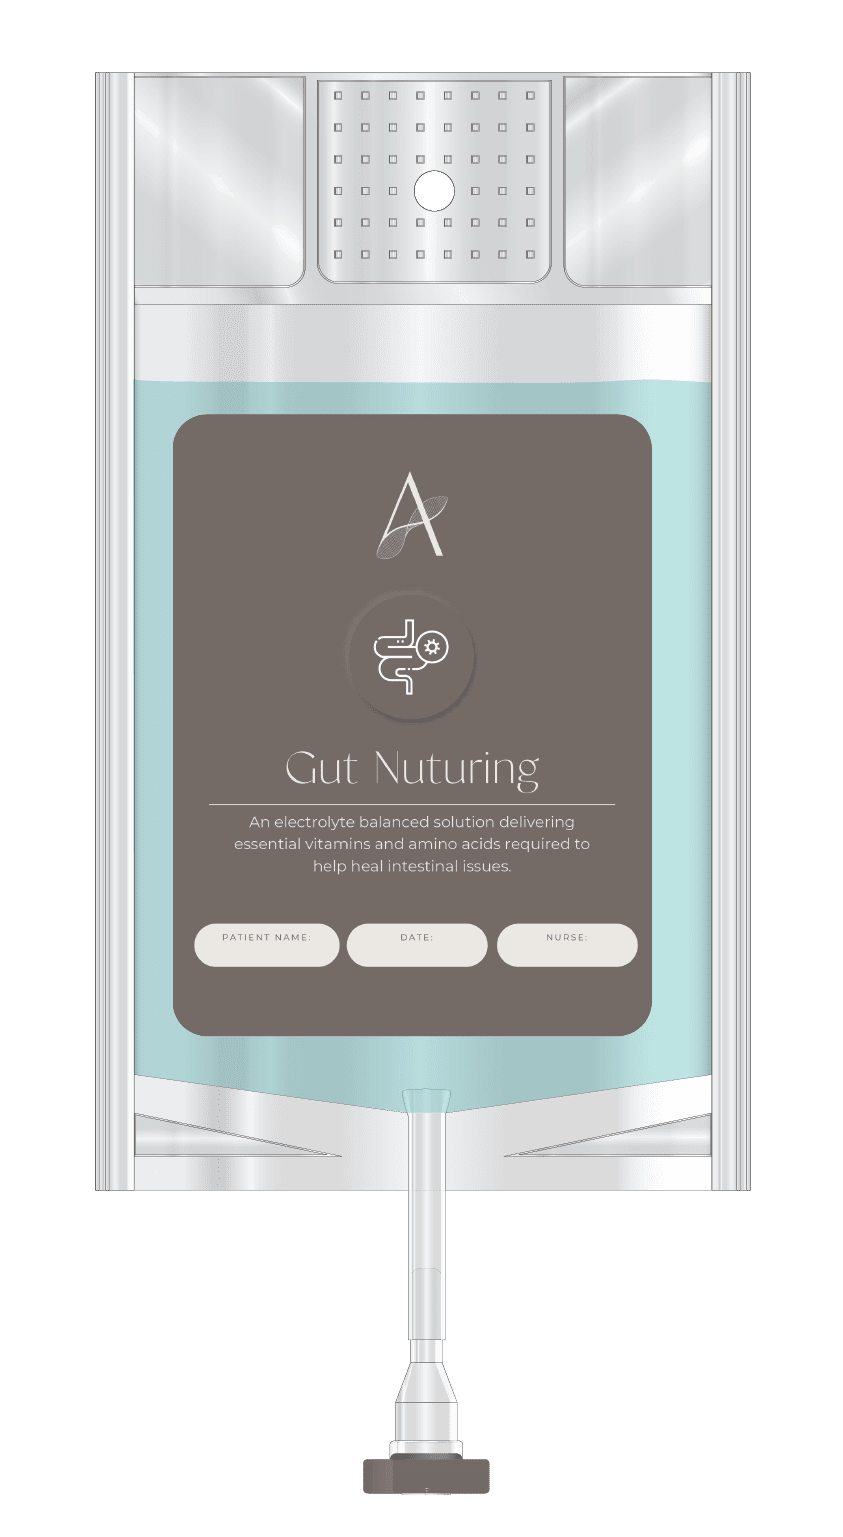 A
Gut Nuturing
An electrolyte balanced solution delivering
essential vitamins and amino acids required to
help heal intestinal issues.
PATIENT NAME: DATE: NURSE: